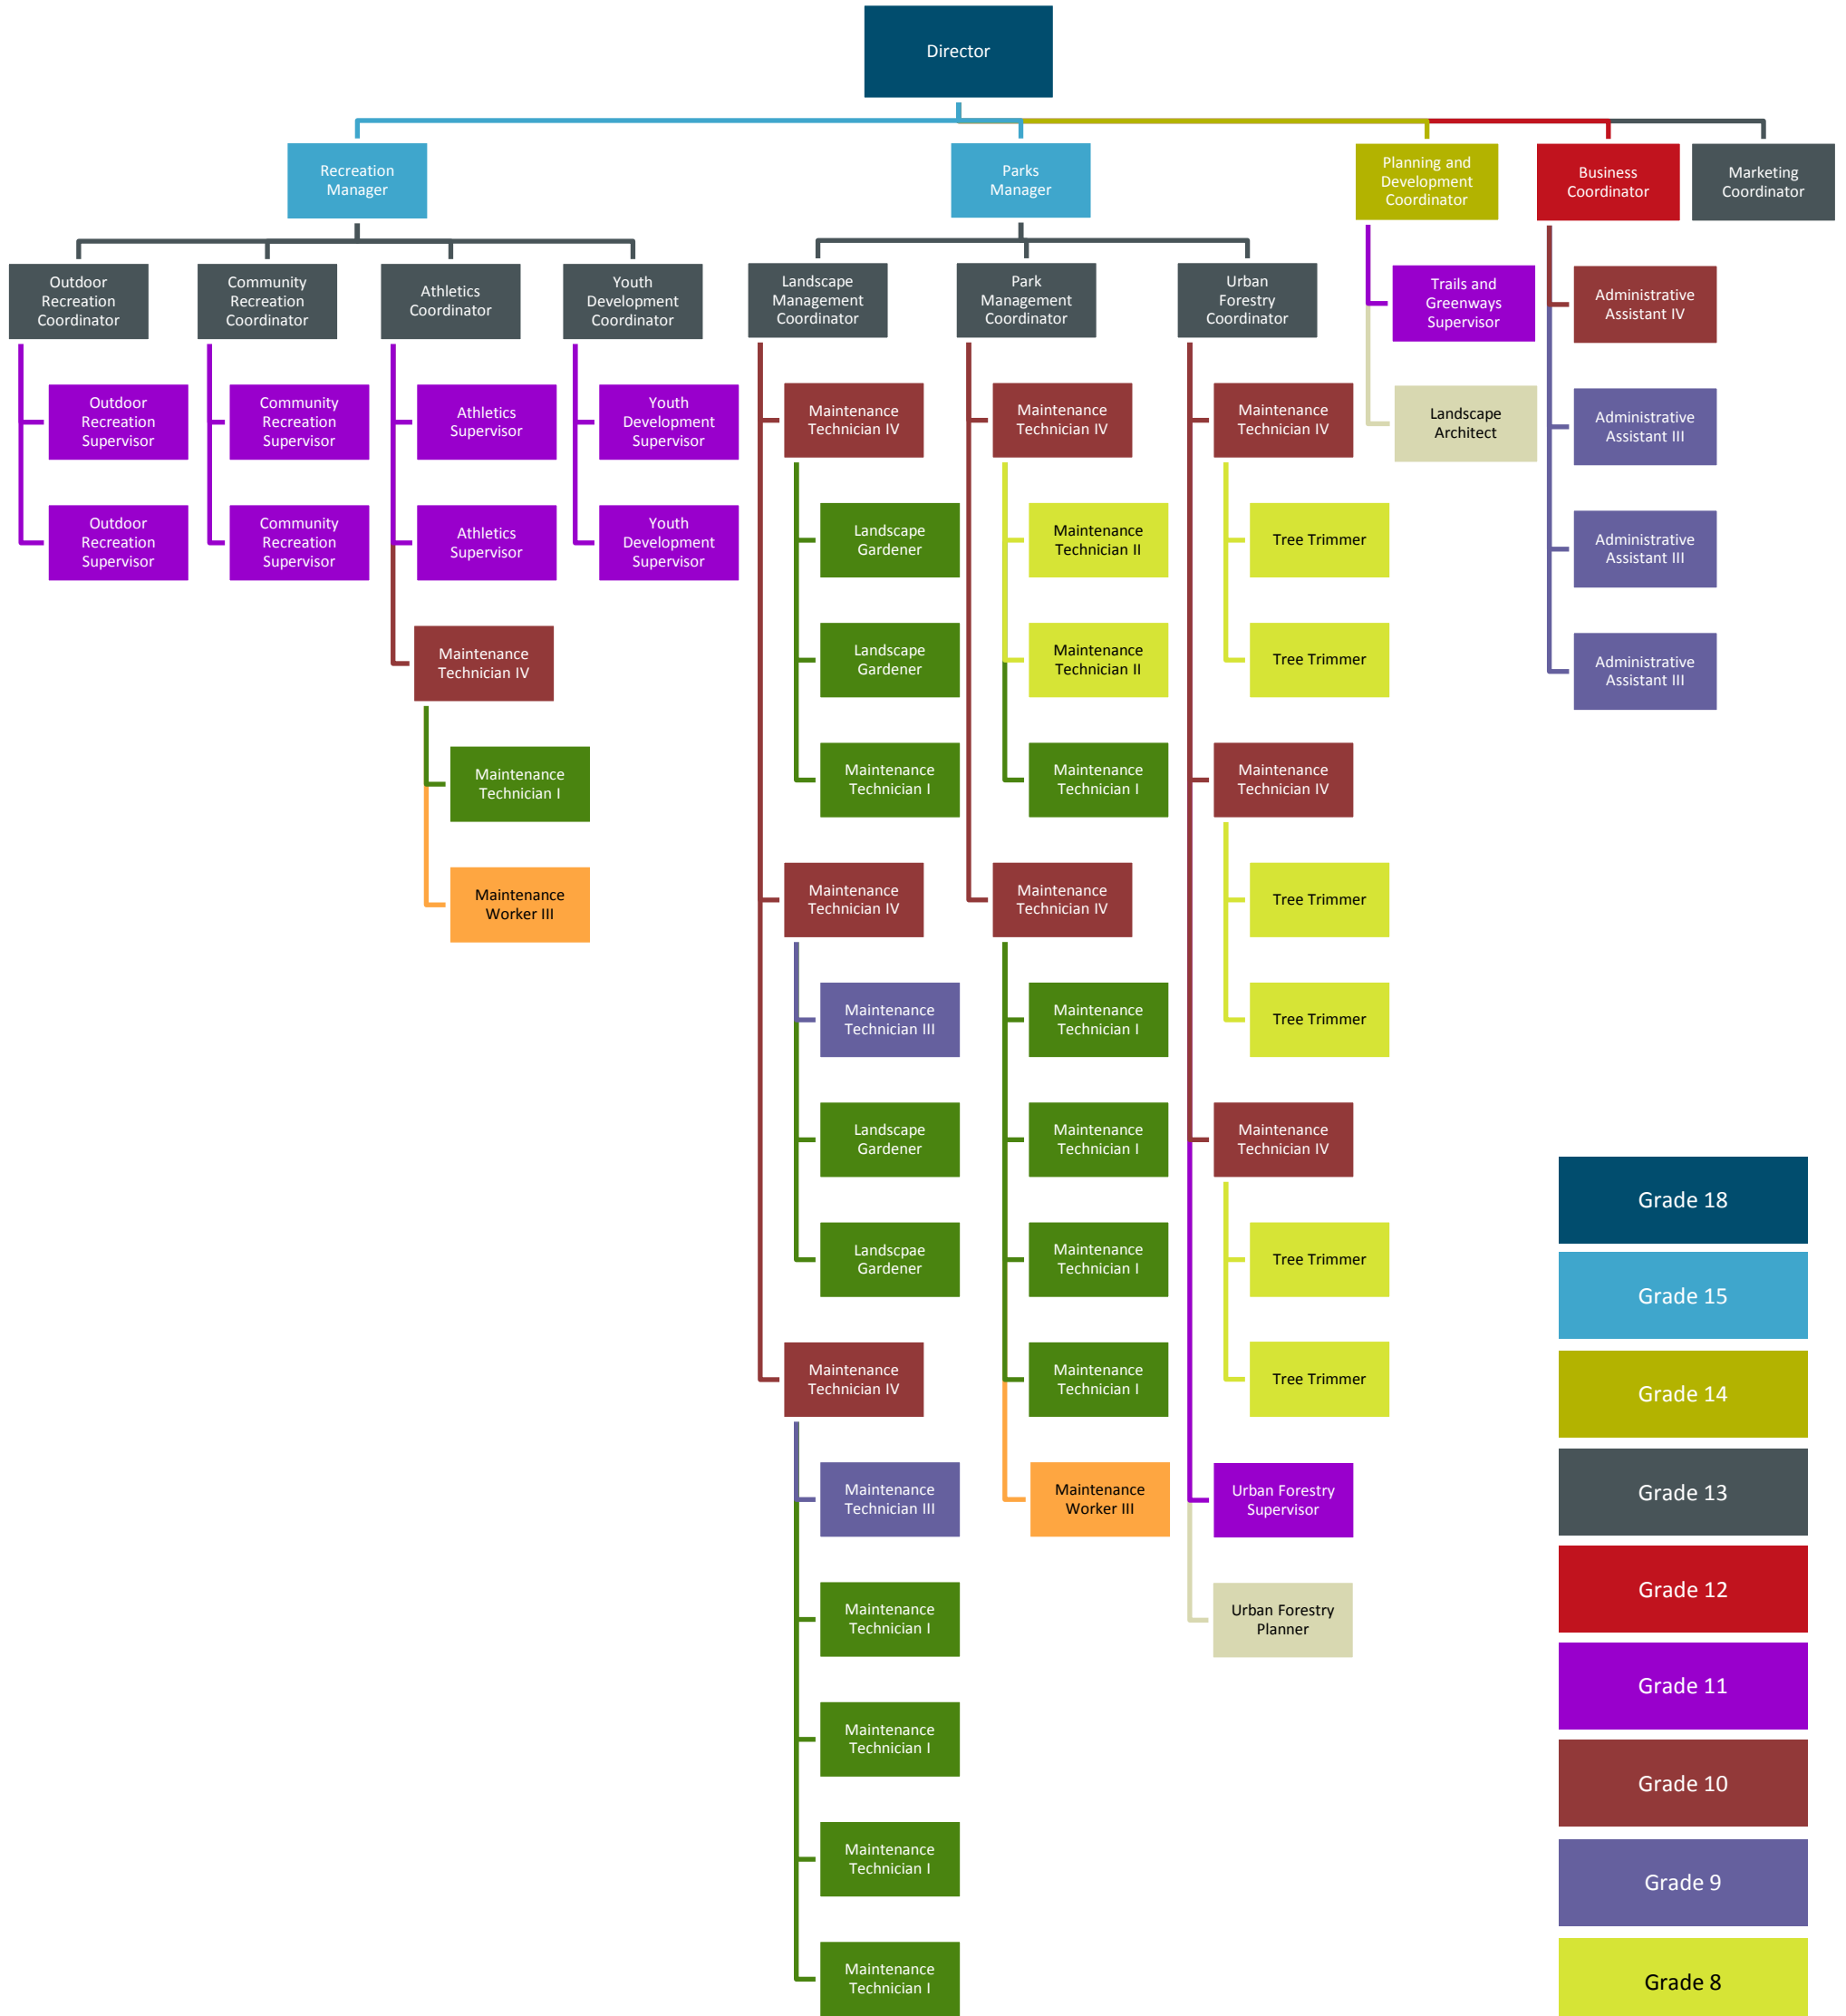 Director
Recreation
Manager
Parks
Manager
Planning and
Development
Coordinator
Business
Coordinator
Marketing
Coordinator
Outdoor
Recreation
Coordinator
Community
Recreation
Coordinator
Athletics
Coordinator
Youth
Development
Coordinator
Landscape
Management
Coordinator
Park
Management
Coordinator
Urban
Forestry
Coordinator
Trails and
Greenways
Supervisor
Administrative
Assistant IV
Outdoor
Recreation
Supervisor
Community
Recreation
Supervisor
Athletics
Supervisor
Youth
Development
Supervisor
Maintenance
Technician IV
Maintenance
Technician IV
Maintenance
Technician IV
Landscape
Architect
Administrative
Assistant III
Outdoor
Recreation
Supervisor
Community
Recreation
Supervisor
Athletics
Supervisor
Youth
Development
Supervisor
Landscape
Gardener
Maintenance
Technician II
Tree Trimmer
Administrative
Assistant III
Maintenance
Technician IV
Landscape
Gardener
Maintenance
Technician II
Tree Trimmer
Administrative
Assistant III
Maintenance
Technician I
Maintenance
Technician I
Maintenance
Technician I
Maintenance
Technician IV
Maintenance
Worker III
Maintenance
Technician IV
Maintenance
Technician IV
Tree Trimmer
Maintenance
Technician III
Maintenance
Technician I
Tree Trimmer
Landscape
Gardener
Maintenance
Technician I
Maintenance
Technician IV
Landscpae
Gardener
Maintenance
Technician I
Tree Trimmer
Maintenance
Technician IV
Maintenance
Technician I
Tree Trimmer
Maintenance
Technician III
Maintenance
Worker III
Urban Forestry
Supervisor
Maintenance
Technician I
Urban Forestry
Planner
Maintenance
Technician I
Maintenance
Technician I
Maintenance
Technician I
Grade 18
Grade 15
Grade 14
Grade 13
Grade 12
Grade 11
Grade 10
Grade 9
Grade 8